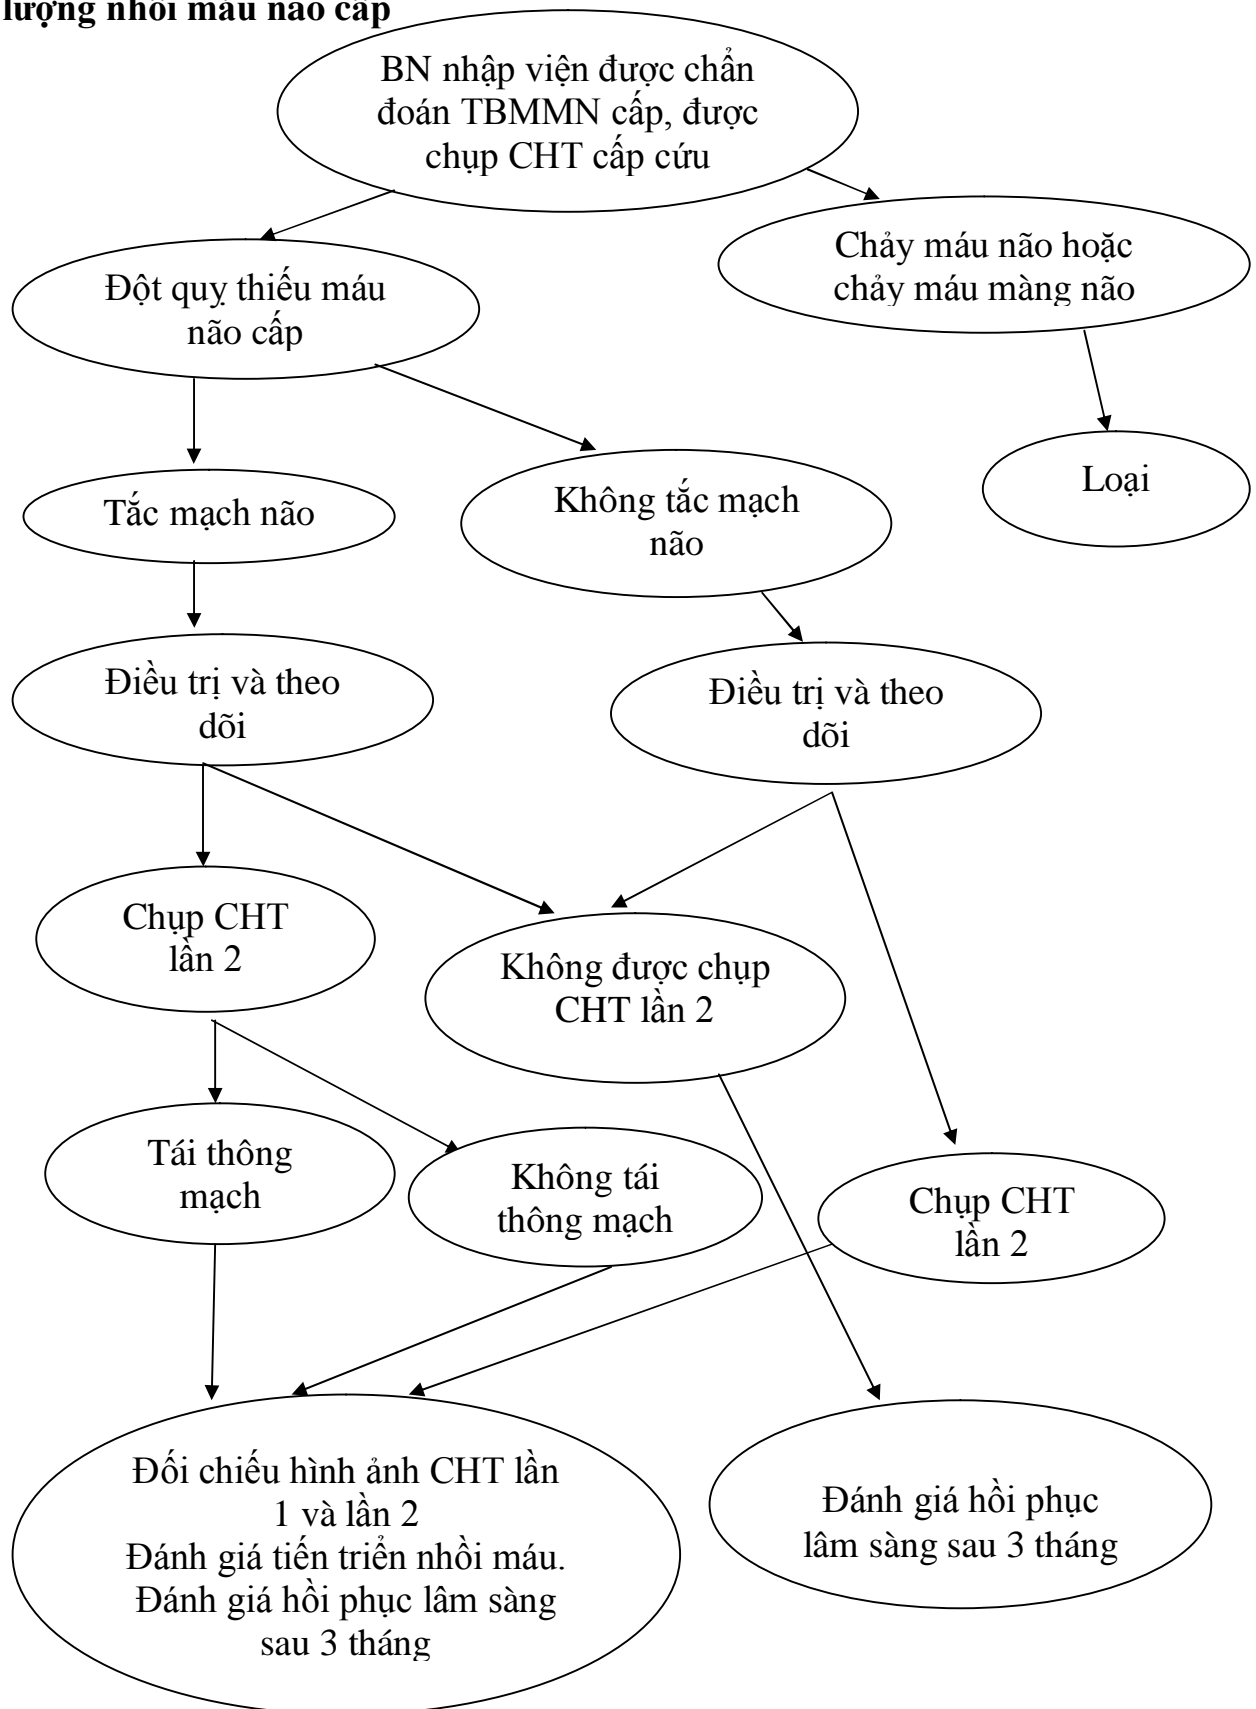 lượng nhồi máu não cấp
BN nhập viện được chẩn
đoán TBMMN cấp, được
chụp CHT cấp cứu
Chảy máu não hoặc
chảy máu màng não
Đột quỵ thiếu máu
não cấp
Loại
Tắc mạch não
Không tắc mạch
não
Điều trị và theo
dõi
Điều trị và theo
dõi
Chụp CHT
lần 2
Không được chụp
CHT lần 2
Tái thông
mạch
Không tái
thông mạch
Chụp CHT
lần 2
Đối chiếu hình ảnh CHT lần
1 và lần 2
Đánh giá tiến triển nhồi máu.
Đánh giá hồi phục lâm sàng
sau 3 tháng
Đánh giá hồi phục
lâm sàng sau 3 tháng